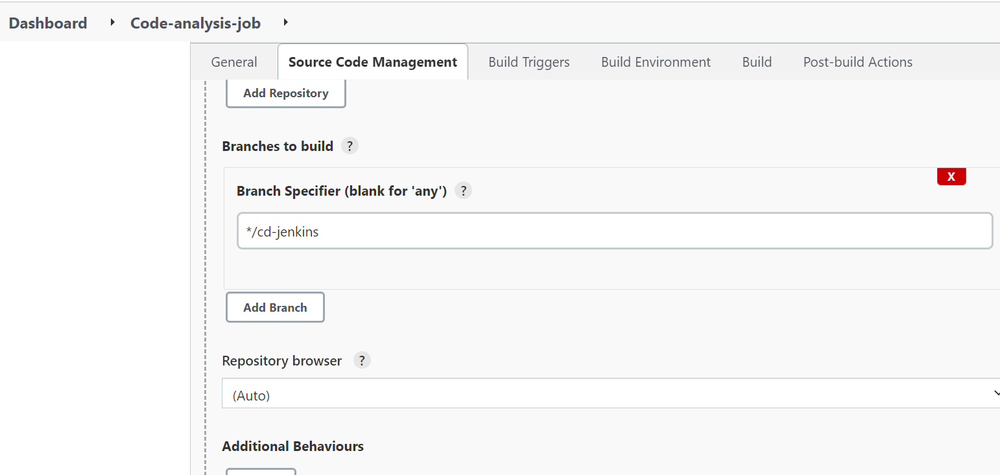 Dashboard Code-analysis-job
General Source Code Management Build Triggers Build Environment Build Post-build Actions
Add Repository
Branches to build ?
X
Branch Specifier (blank for 'any') ?
*/cd-jenkins
Add Branch
Repository browser ?
(Auto)
Additional Behaviours